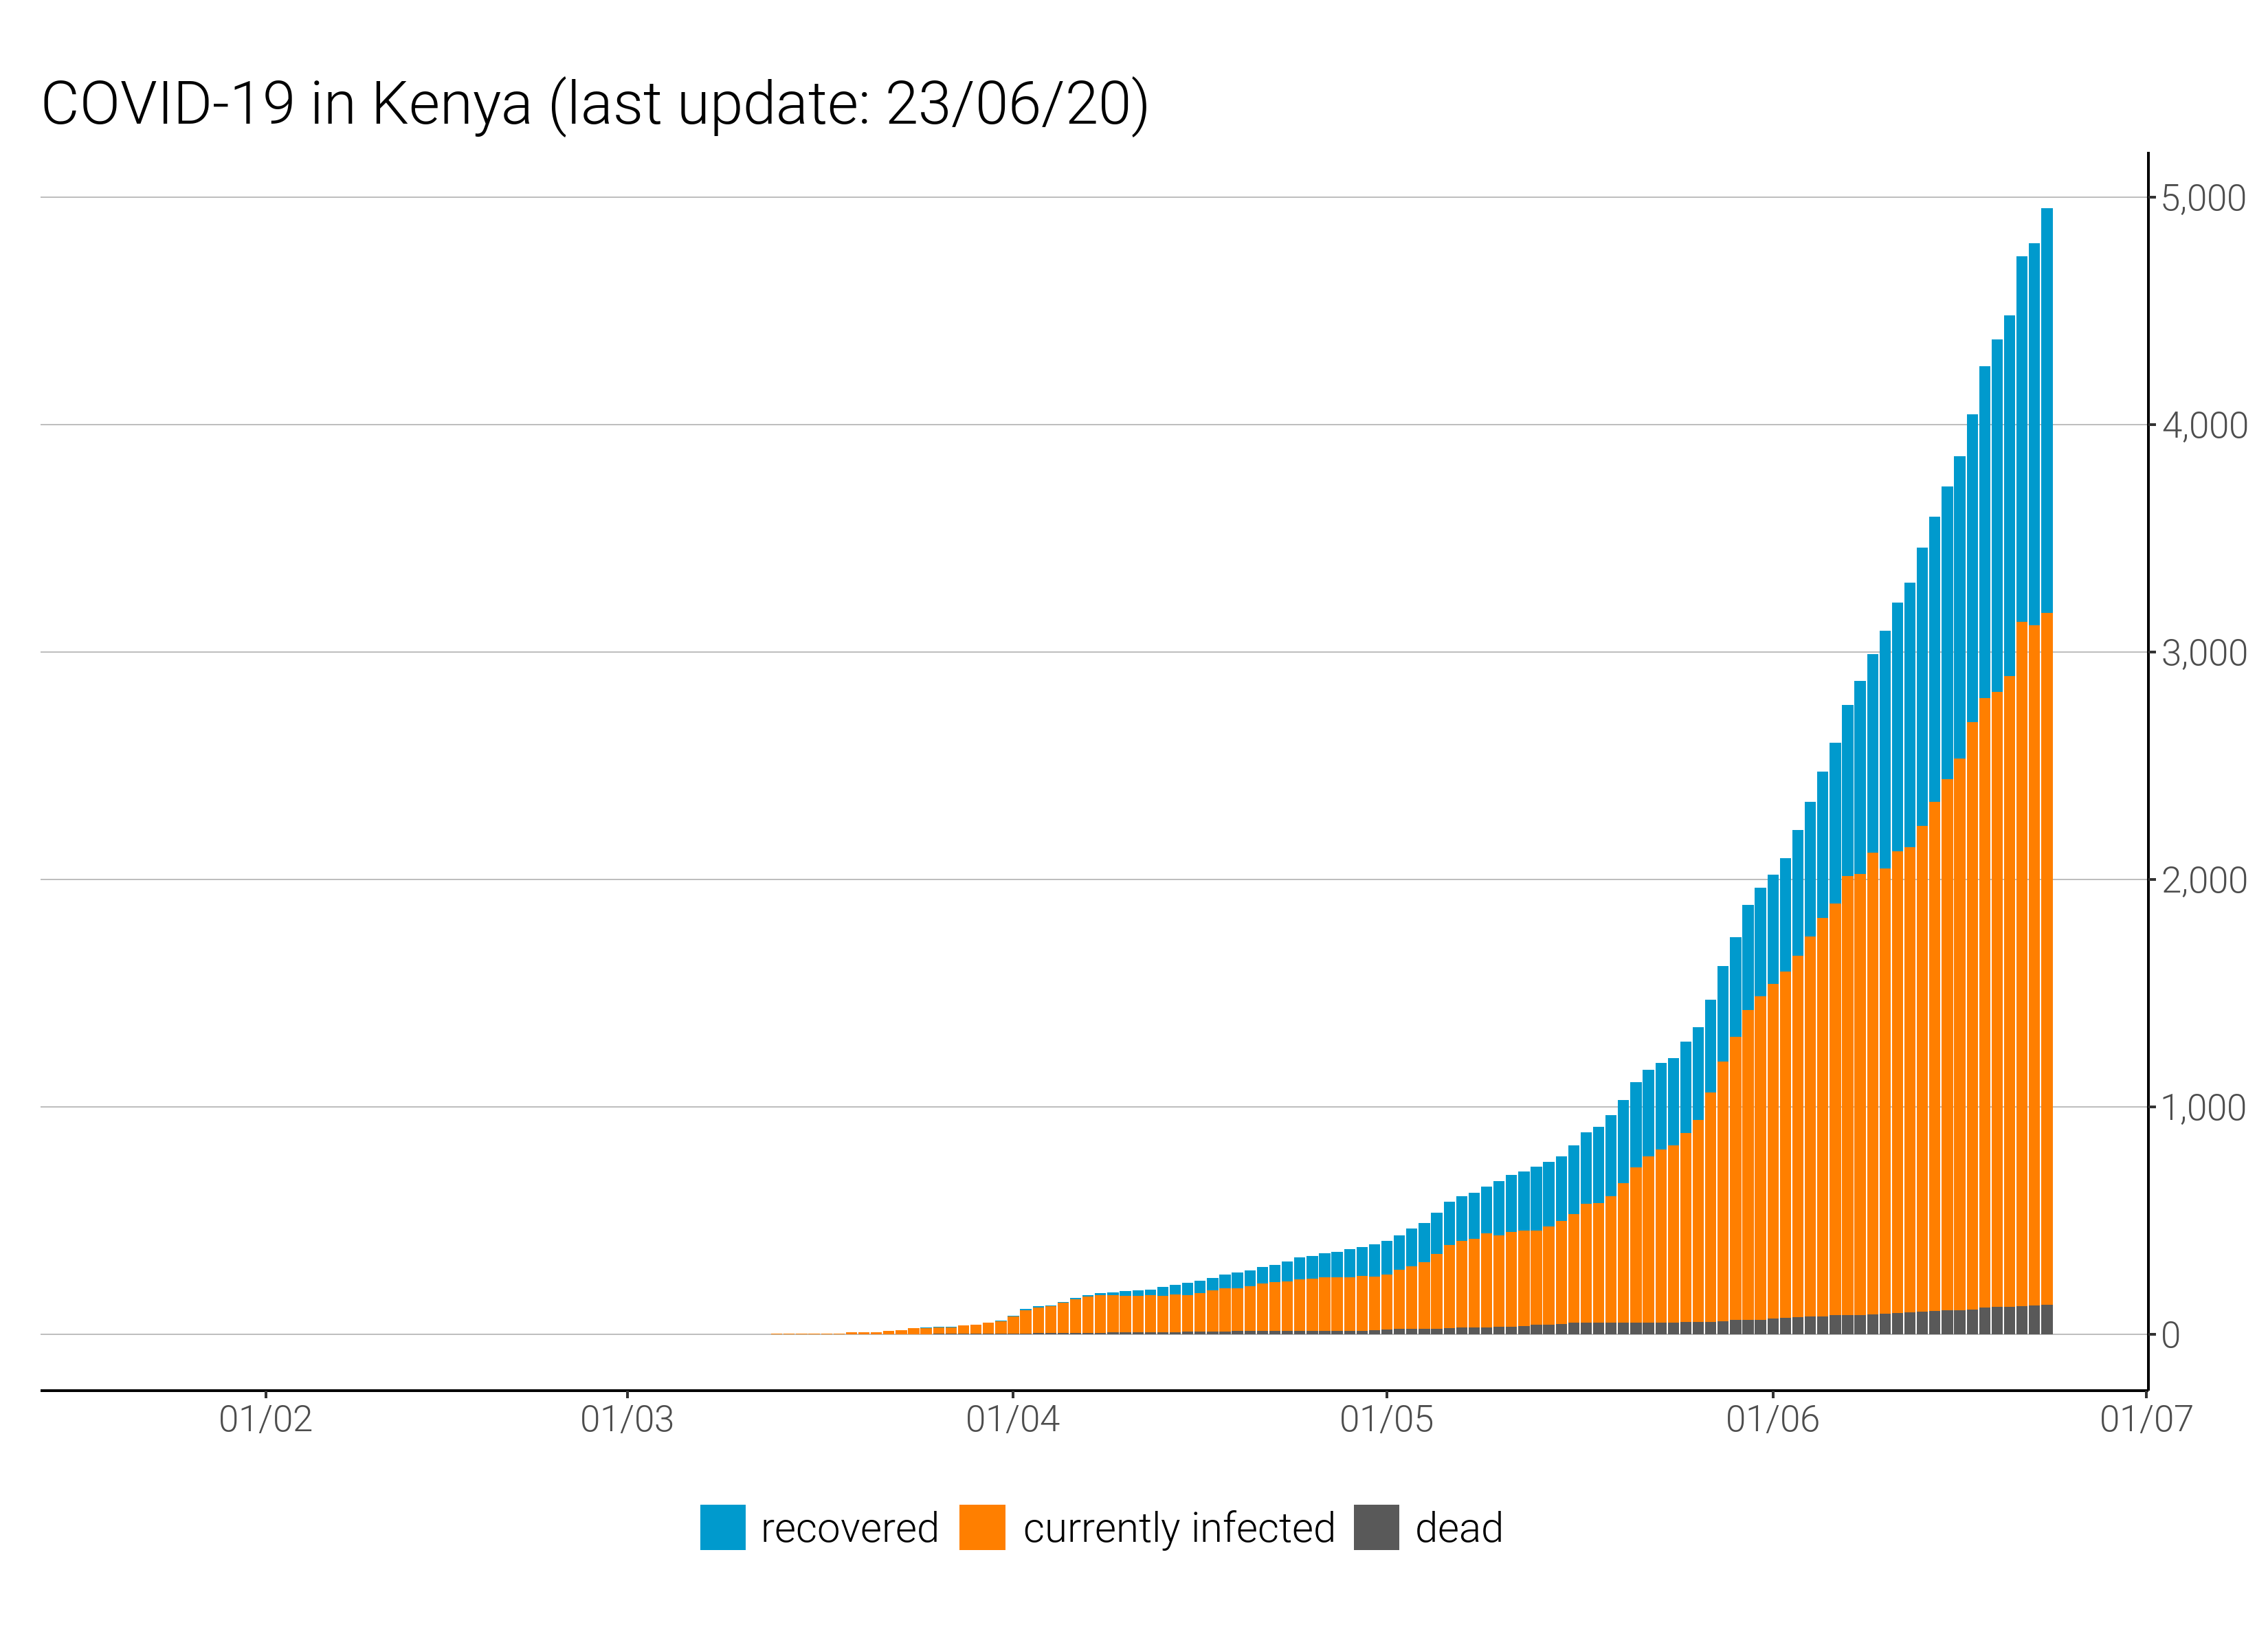 COVID-19 in Kenya (last update: 23/06/20)
5,000
4,000
3,000
2,000
1,000
0
01/02 01/03 01/04 01/05 01/06 01/07
recovered currently infected dead